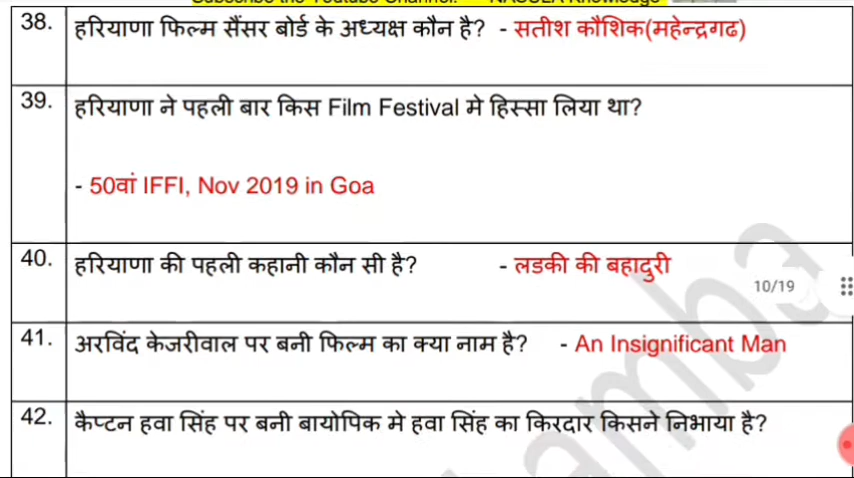 38. हरियाणा फिल्म सैंसर बोर्ड के अध्यक्ष कौन है? - सतीश कौशिक(महेन्द्रगढ)
39. हरियाणा ने पहली बार किस Film Festival मे हिस्सा लिया था?
- 50वां IFFI, Nov 2019 in Goa
40. हरियाणा की पहली कहानी कौन सी है? - लडकी की बहादुरी
10/19
41. अरविंद केजरीवाल पर बनी फिल्म का क्या नाम है? - An Insignificant Man
42. कैप्टन हवा सिंह पर बनी बायोपिक मे हवा सिंह का किरदार किसने निभाया है?